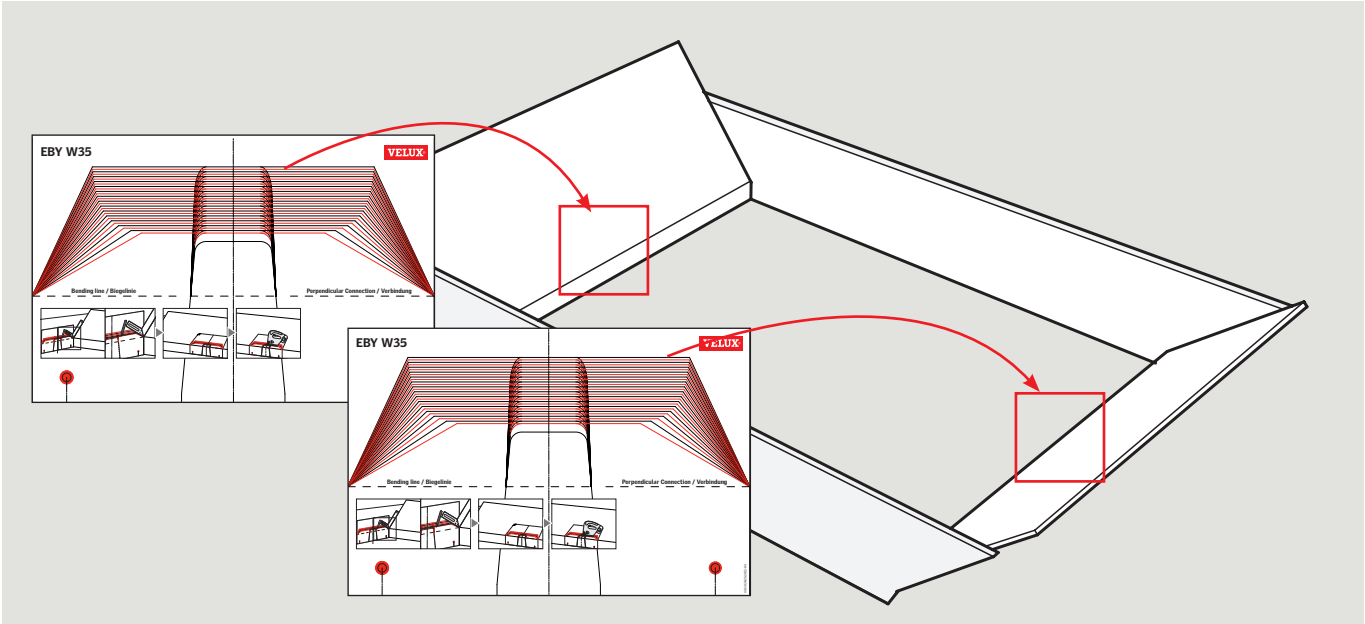 EBY W35
VELUX
Bending line / Biegelinie
Perpendicular Connection / Verbindung
EBY W35
VELUX
Bending line / Biegelinie
Perpendicular Connection / Verbindung